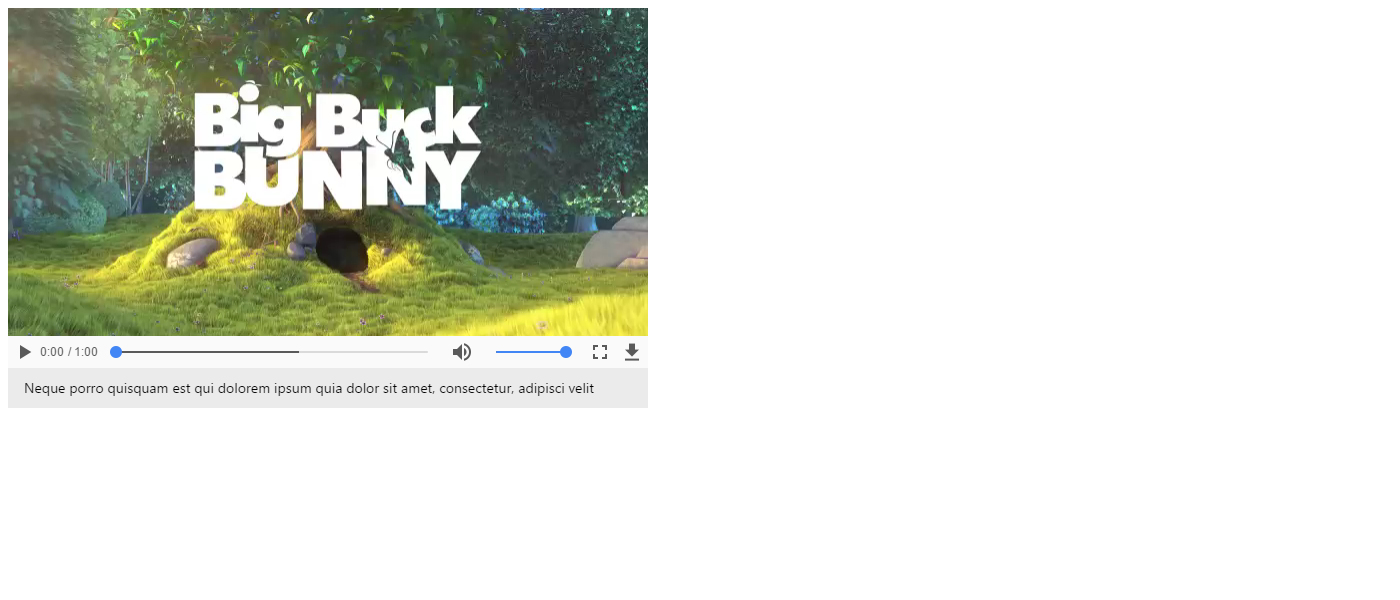 Big Buck
BUNNY
0:00 / 1:00
Neque porro quisquam est qui dolorem ipsum quia dolor sit amet, consectetur, adipisci velit